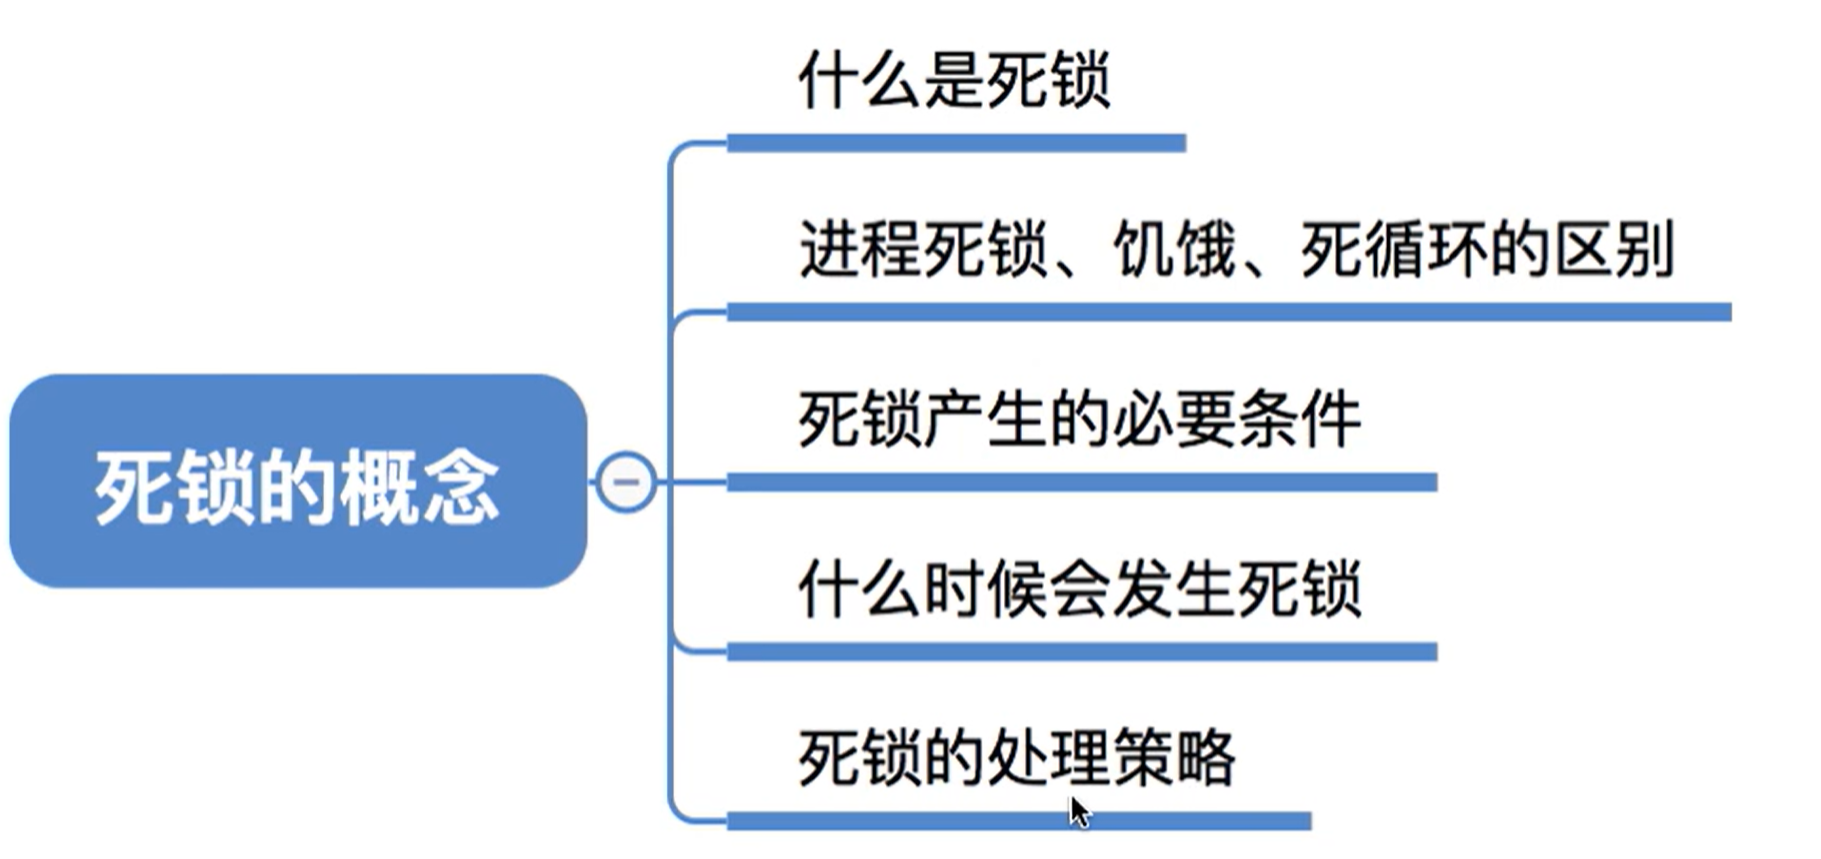 什么是死锁
进程死锁、饥饿、死循环的区别
死锁产生的必要条件
死锁的概念
什么时候会发生死锁
死锁的处理策略